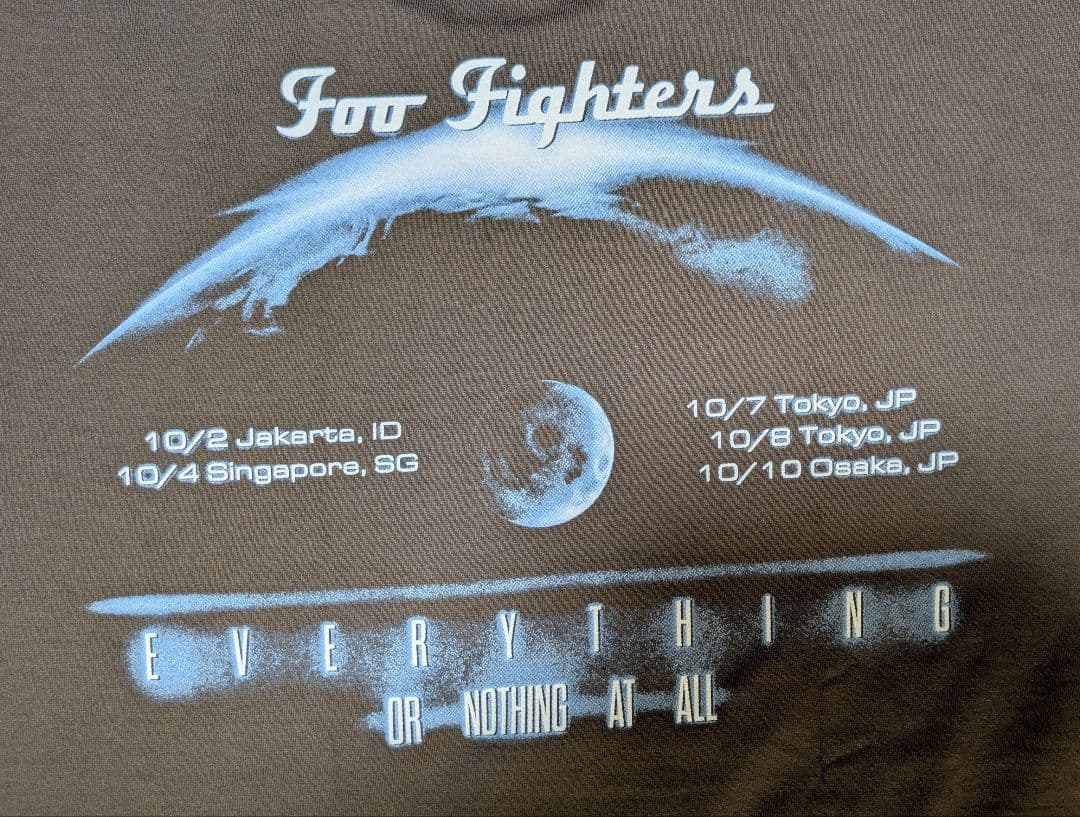 Foo Fighters
10/2 Jakarta, ID
10/4 Singapore, SG
10/7 Tokyo, JP
10/8 Tokyo, JP
10/10 Osaka, JP
EVERYTHING
OR NOTHING AT ALL